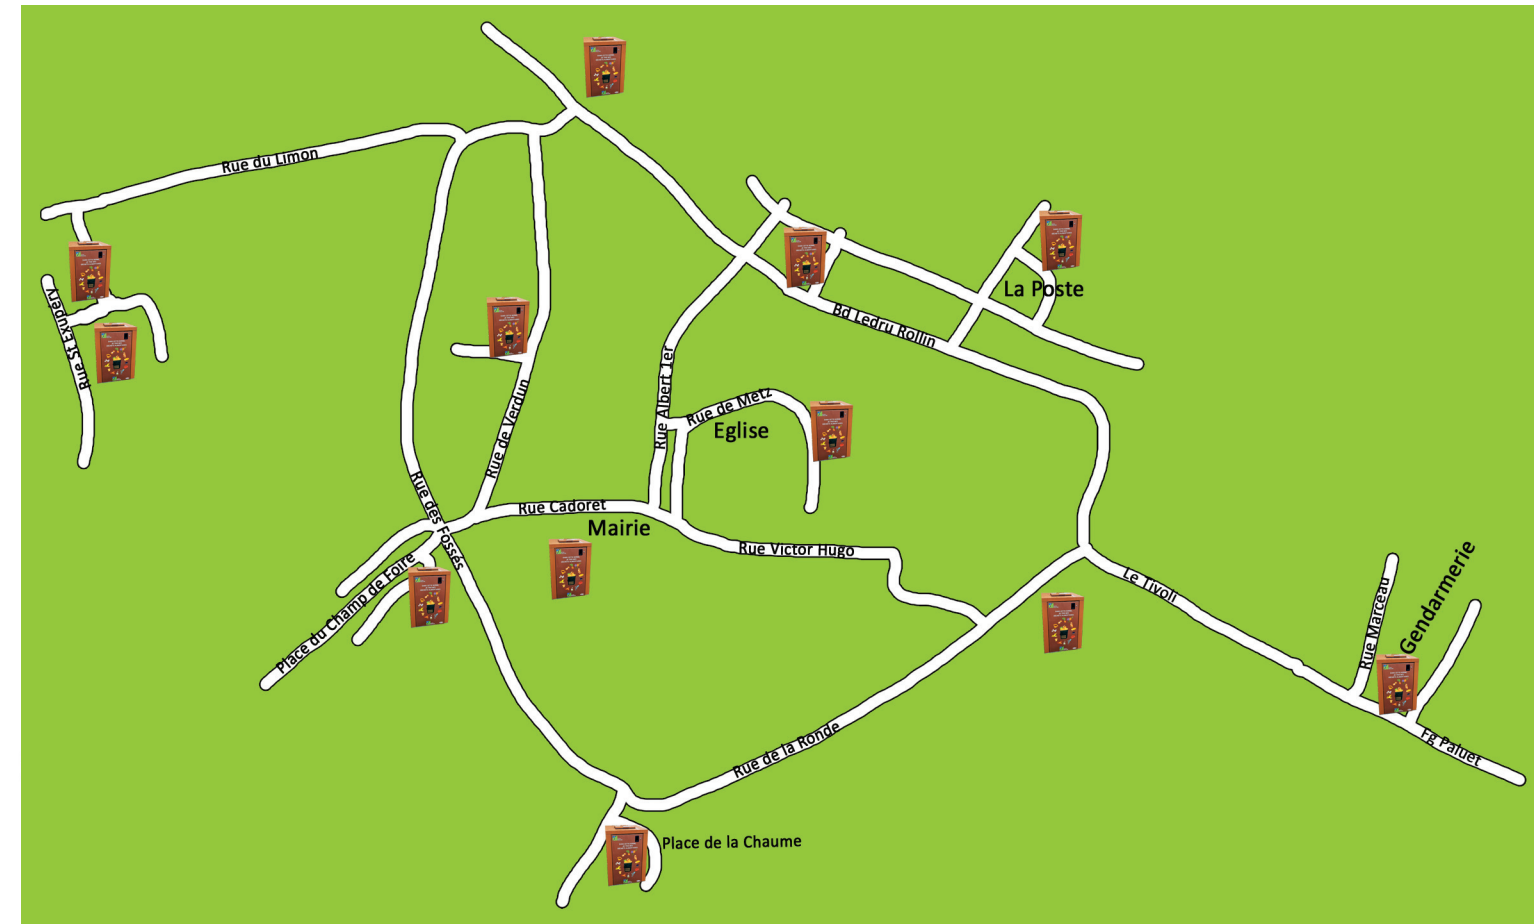 Rue du Limon
La Poste
Rue St Exupery
Bd Ledru Rollin
Rue Albert 1er
Rue de Metz
Eglise
Rue de Verdun
Rue des Fossés
Rue Cadoret
Mairie
Rue Victor Hugo
Place du Champ de Foire
Le Tivoli
Rue Marceau
Gendarmerie
Fg Paluet
Rue de la Ronde
Place de la Chaume